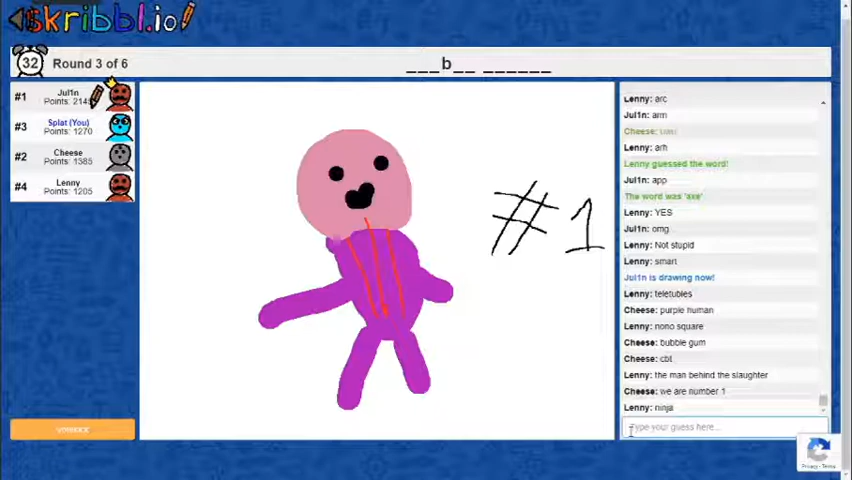 skribbl.io
32
Round 3 of 6
___b__ ______
#1
Jul1n
#3
Splat (You)
Points: 1270
#2
Cheese
Points: 1385
#4
Lenny
Points: 1205
#1
Lenny: arc
Jul1n: arm
Cheese:
Lenny: arh
Lenny guessed the word!
Jul1n: app
The word was 'axe'
Lenny: YES
Jul1n: omg
Lenny: Not stupid
Lenny: smart
Jul1n is drawing now!
Lenny: teletubies
Cheese: purple human
Lenny: nono square
Cheese: bubble gum
Cheese: cbt
Lenny: the man behind the slaughter
Cheese: we are number 1
Lenny: ninja
Type your guess here...
Privacy - Terms